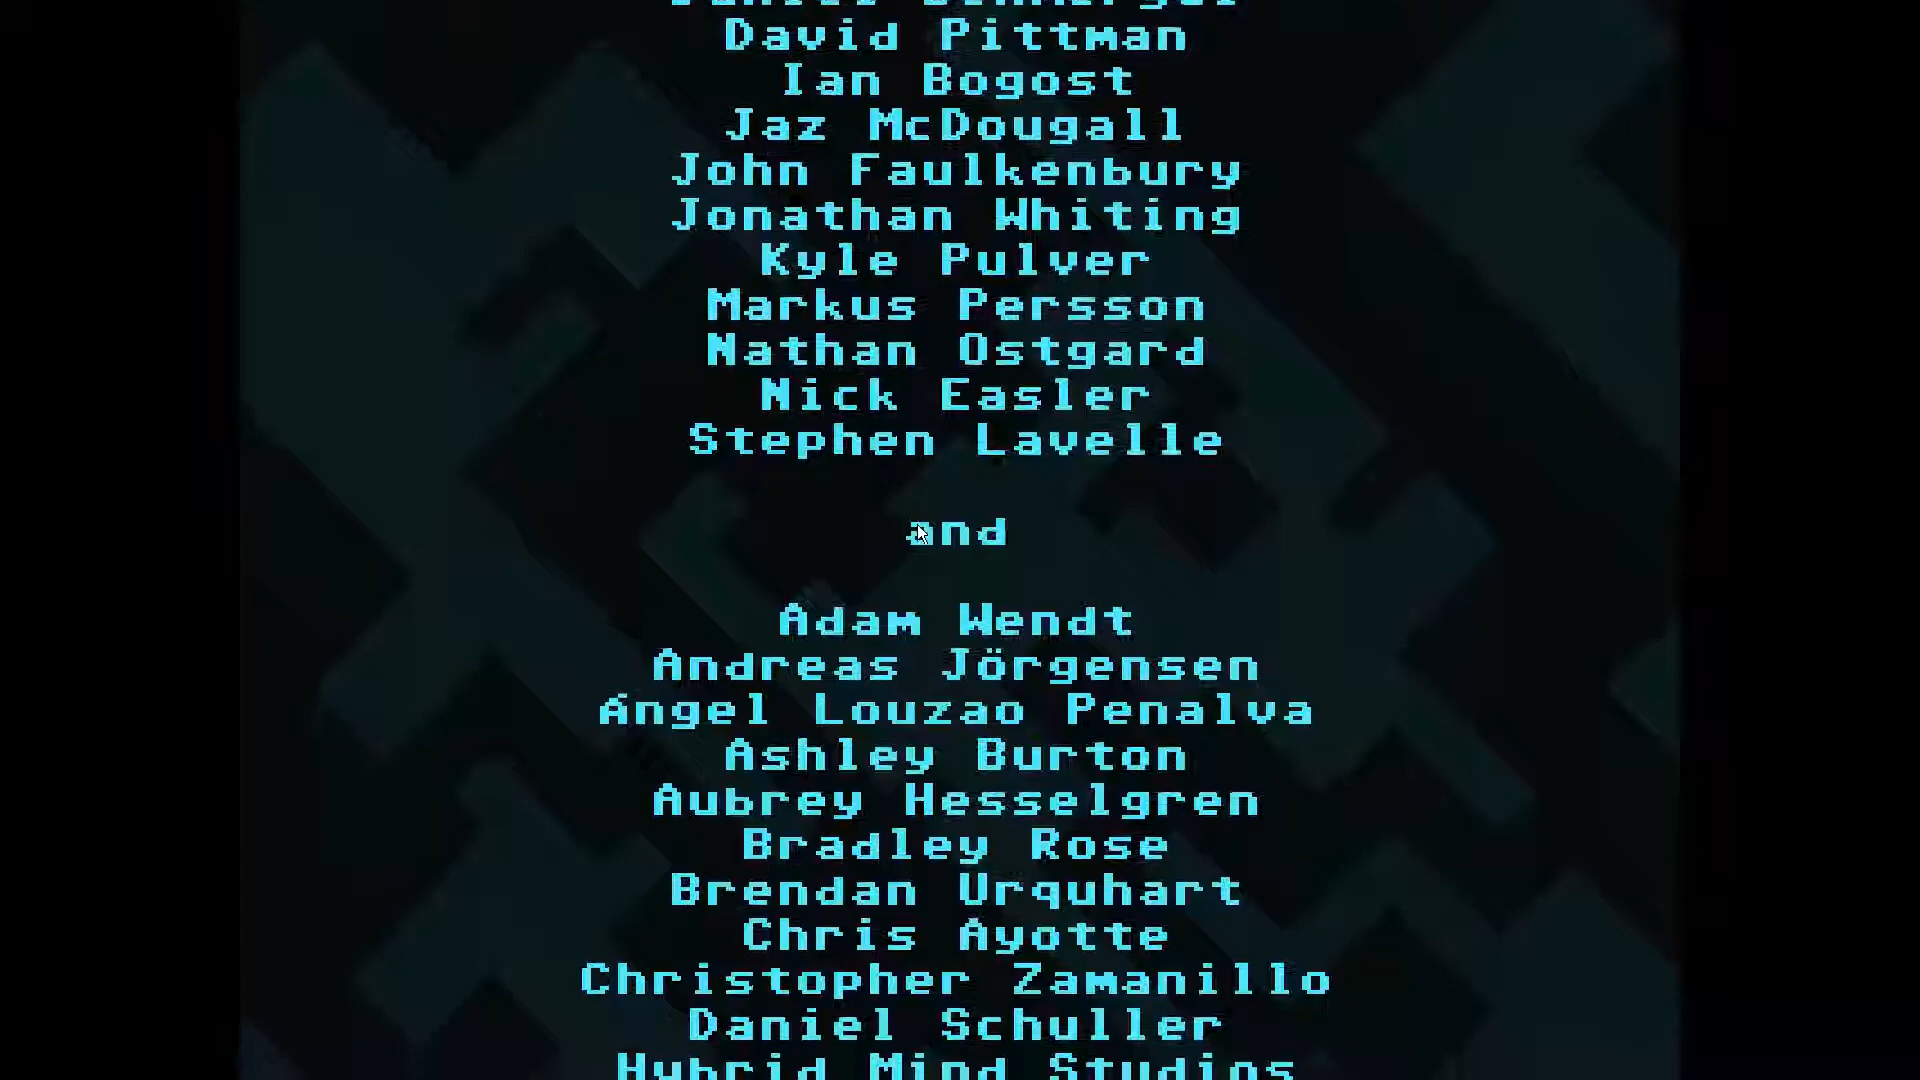 David Pittman
Ian Bogost
Jaz McDougall
John Faulkenbury
Jonathan Whiting
Kyle Pulver
Markus Persson
Nathan Ostgard
Nick Easler
Stephen Lavelle
and
Adam Wendt
Andreas Jörgensen
Ángel Louzao Penalva
Ashley Burton
Aubrey Hesselgren
Bradley Rose
Brendan Urquhart
Chris Ayotte
Christopher Zamanillo
Daniel Schuller
Hybrid Mind Studios